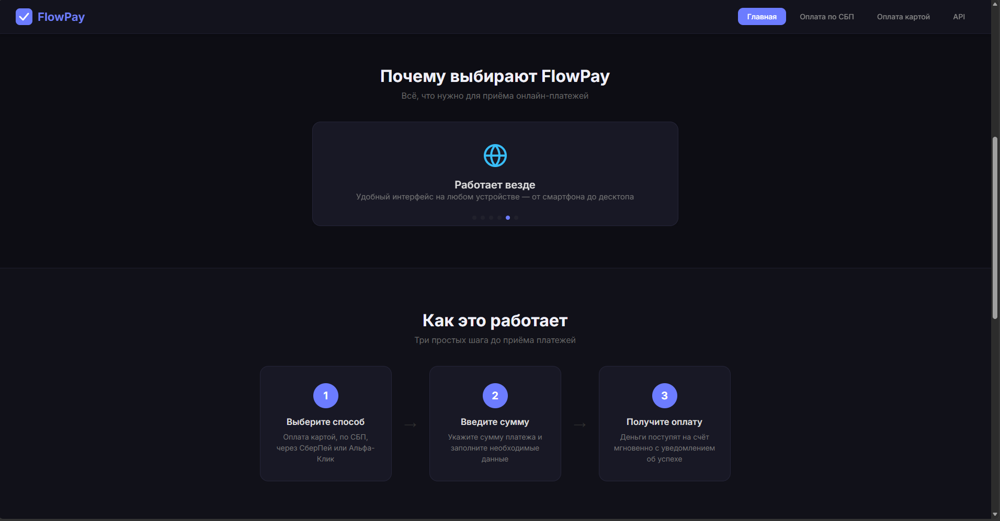 FlowPay
Главная
Оплата по СБП
Оплата картой
API
Почему выбирают FlowPay
Всё, что нужно для приёма онлайн-платежей
Работает везде
Удобный интерфейс на любом устройстве — от смартфона до десктопа
Как это работает
Три простых шага до приёма платежей
1
Выберите способ
Оплата картой, по СБП,
через СберПей или Альфа-
Клик
→
2
Введите сумму
Укажите сумму платежа и
заполните необходимые
данные
→
3
Получите оплату
Деньги поступят на счёт
мгновенно с уведомлением
об успехе